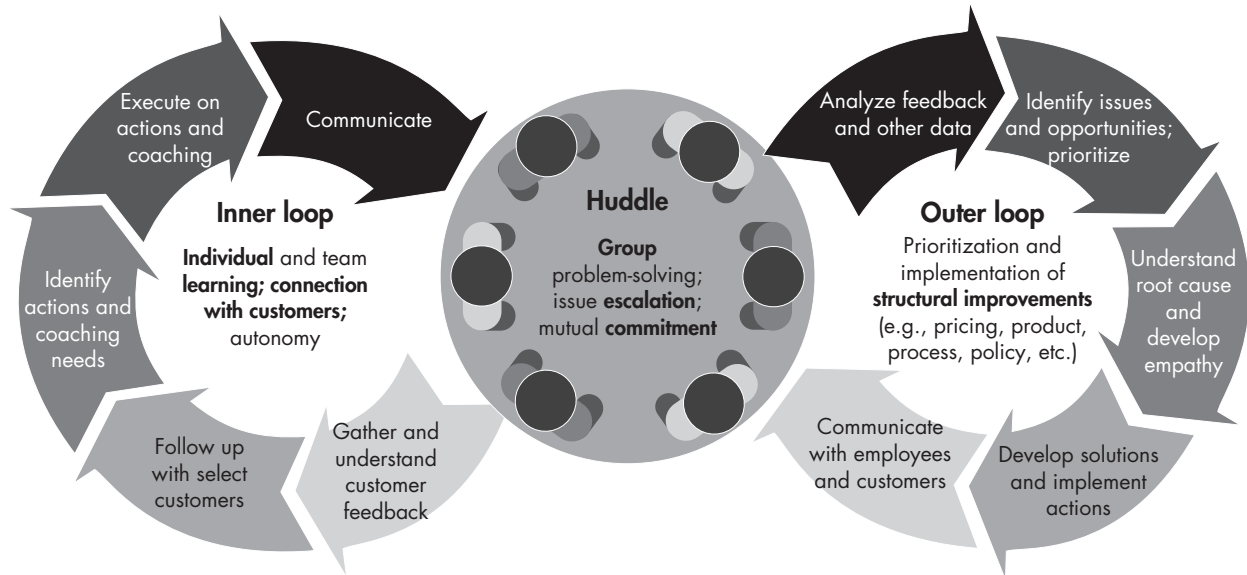 Execute on
actions and
coaching
Communicate
Identify
actions and
coaching
needs
Follow up
with select
customers
Gather and
understand
customer
feedback
Inner loop
Individual and team
learning; connection
with customers;
autonomy
Huddle
Group
problem-solving;
issue escalation;
mutual commitment
Analyze feedback
and other data
Identify issues
and opportunities;
prioritize
Understand
root cause
and
develop
empathy
Develop solutions
and implement
actions
Communicate
with employees
and customers
Outer loop
Prioritization and
implementation of
structural improvements
(e.g., pricing, product,
process, policy, etc.)